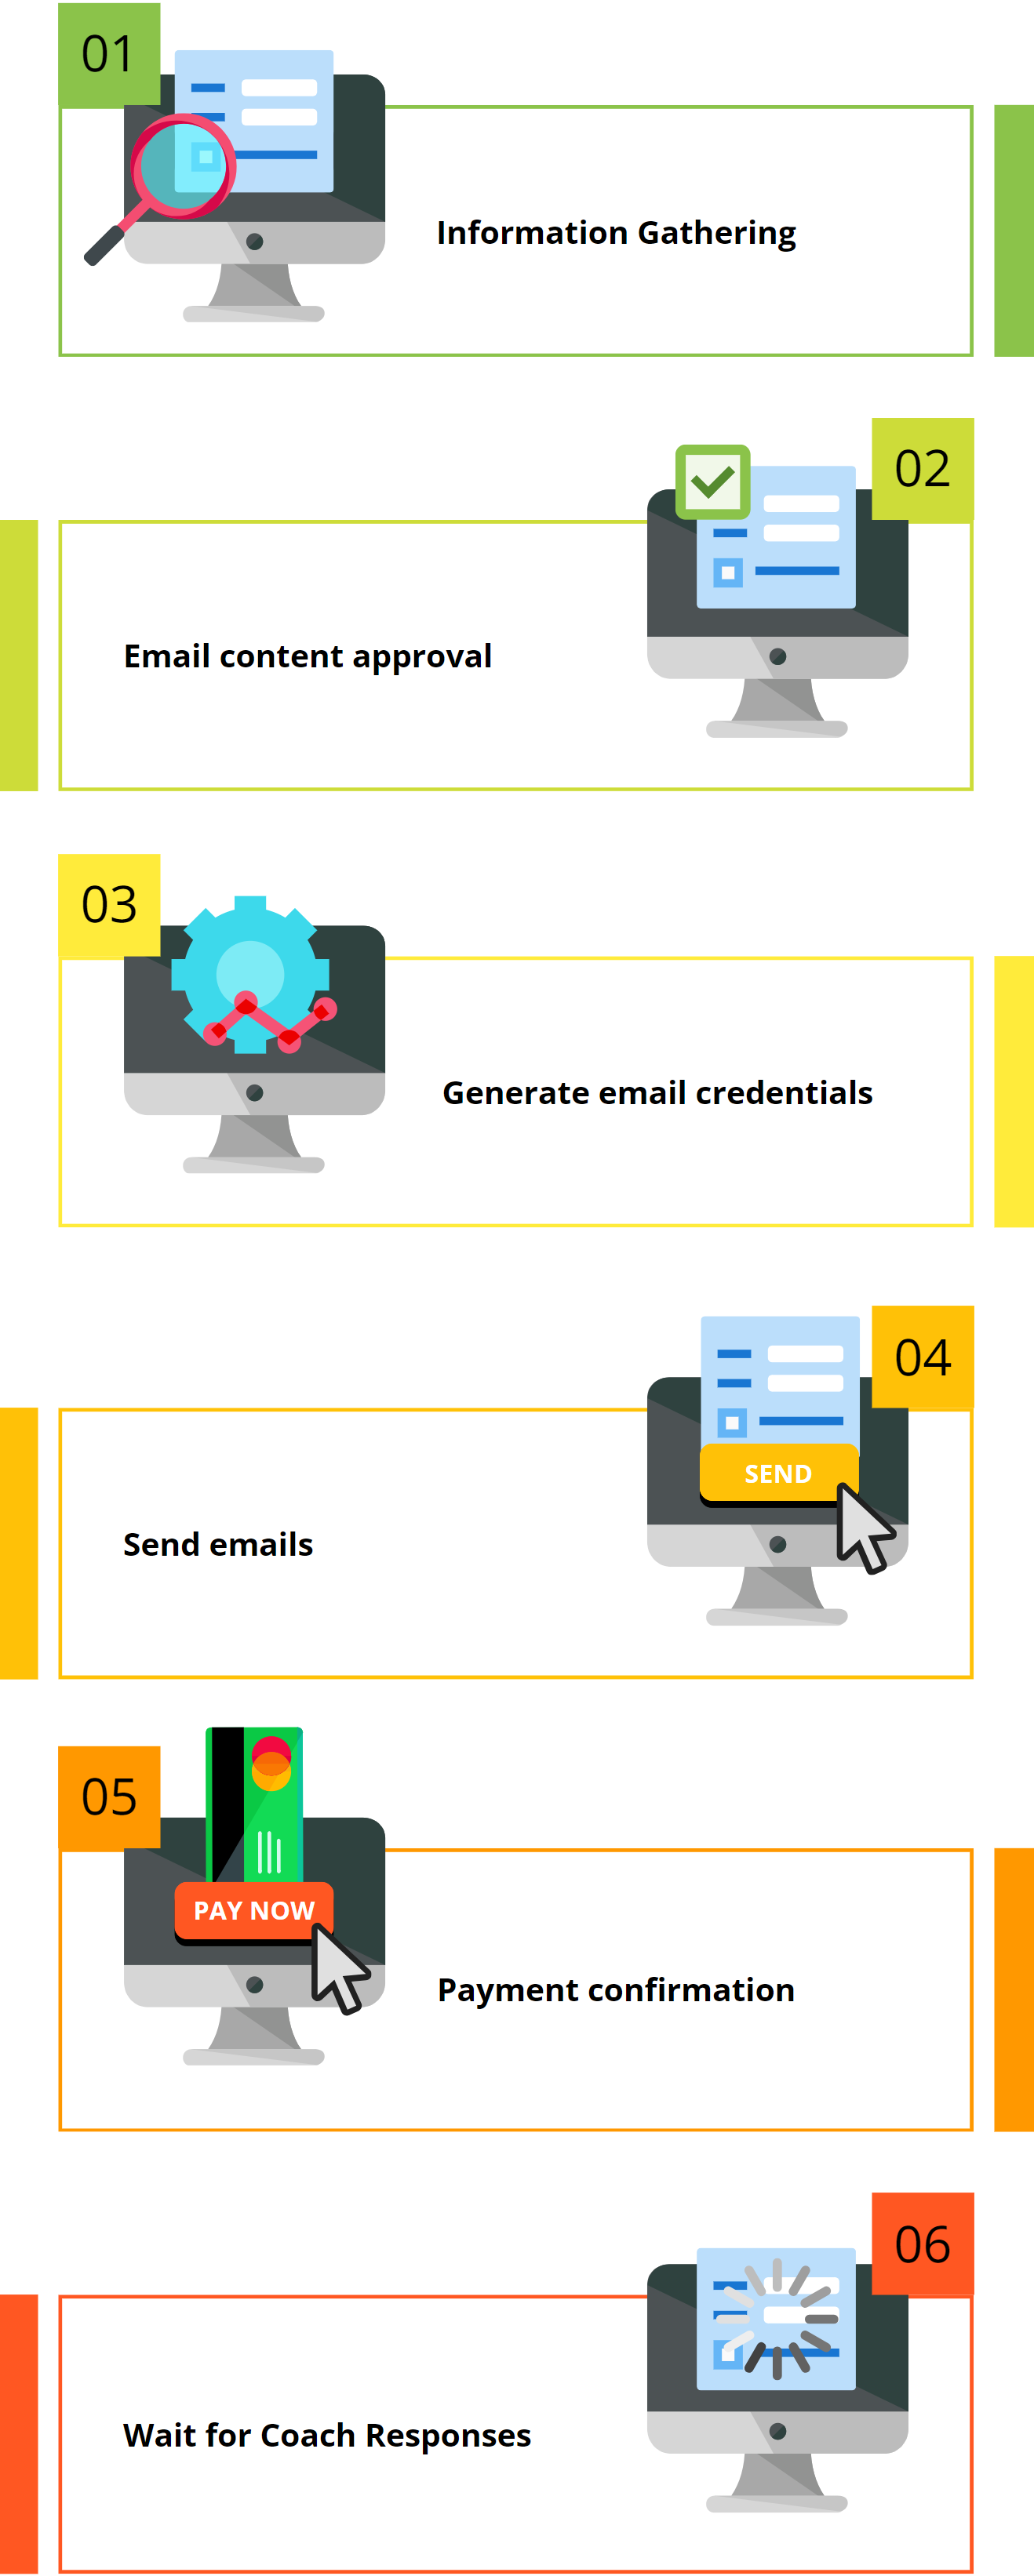 01
Information Gathering
02
Email content approval
03
Generate email credentials
04
SEND
Send emails
05
PAY NOW
Payment confirmation
06
Wait for Coach Responses